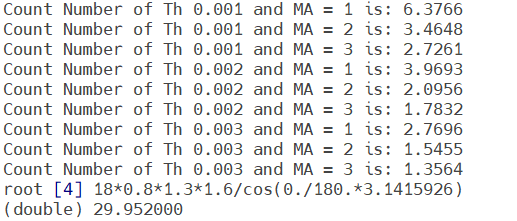 Count Number of Th 0.001 and MA = 1 is: 6.3766
Count Number of Th 0.001 and MA = 2 is: 3.4648
Count Number of Th 0.001 and MA = 3 is: 2.7261
Count Number of Th 0.002 and MA = 1 is: 3.9693
Count Number of Th 0.002 and MA = 2 is: 2.0956
Count Number of Th 0.002 and MA = 3 is: 1.7832
Count Number of Th 0.003 and MA = 1 is: 2.7696
Count Number of Th 0.003 and MA = 2 is: 1.5455
Count Number of Th 0.003 and MA = 3 is: 1.3564
root [4] 18*0.8*1.3*1.6/cos(0./180.*3.1415926)
(double) 29.952000